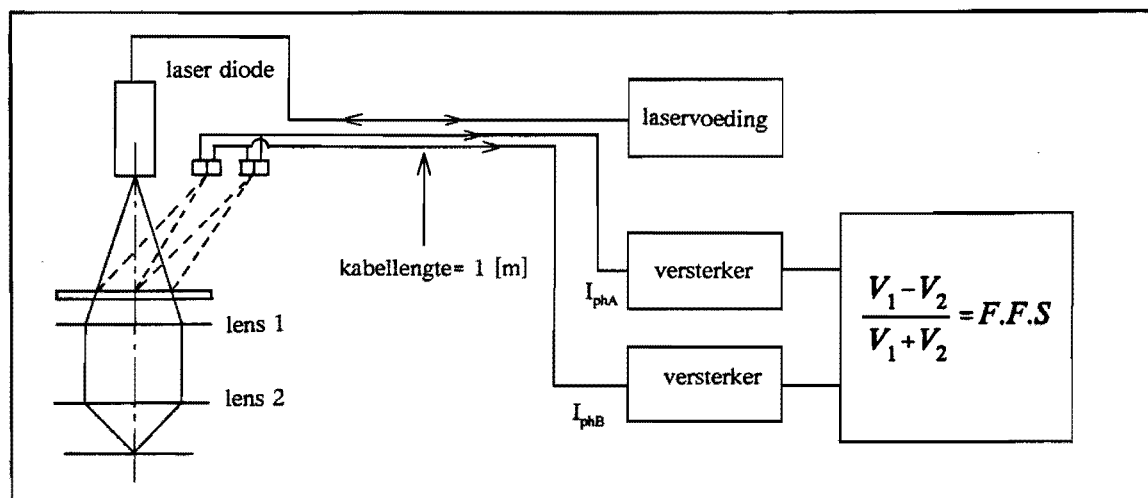 laser diode
laservoeding
kabellengte= 1 [m]
versterker
I_phA
lens 1
V_1-V_2
V_1+V_2
=F.F.S
versterker
I_phB
lens 2